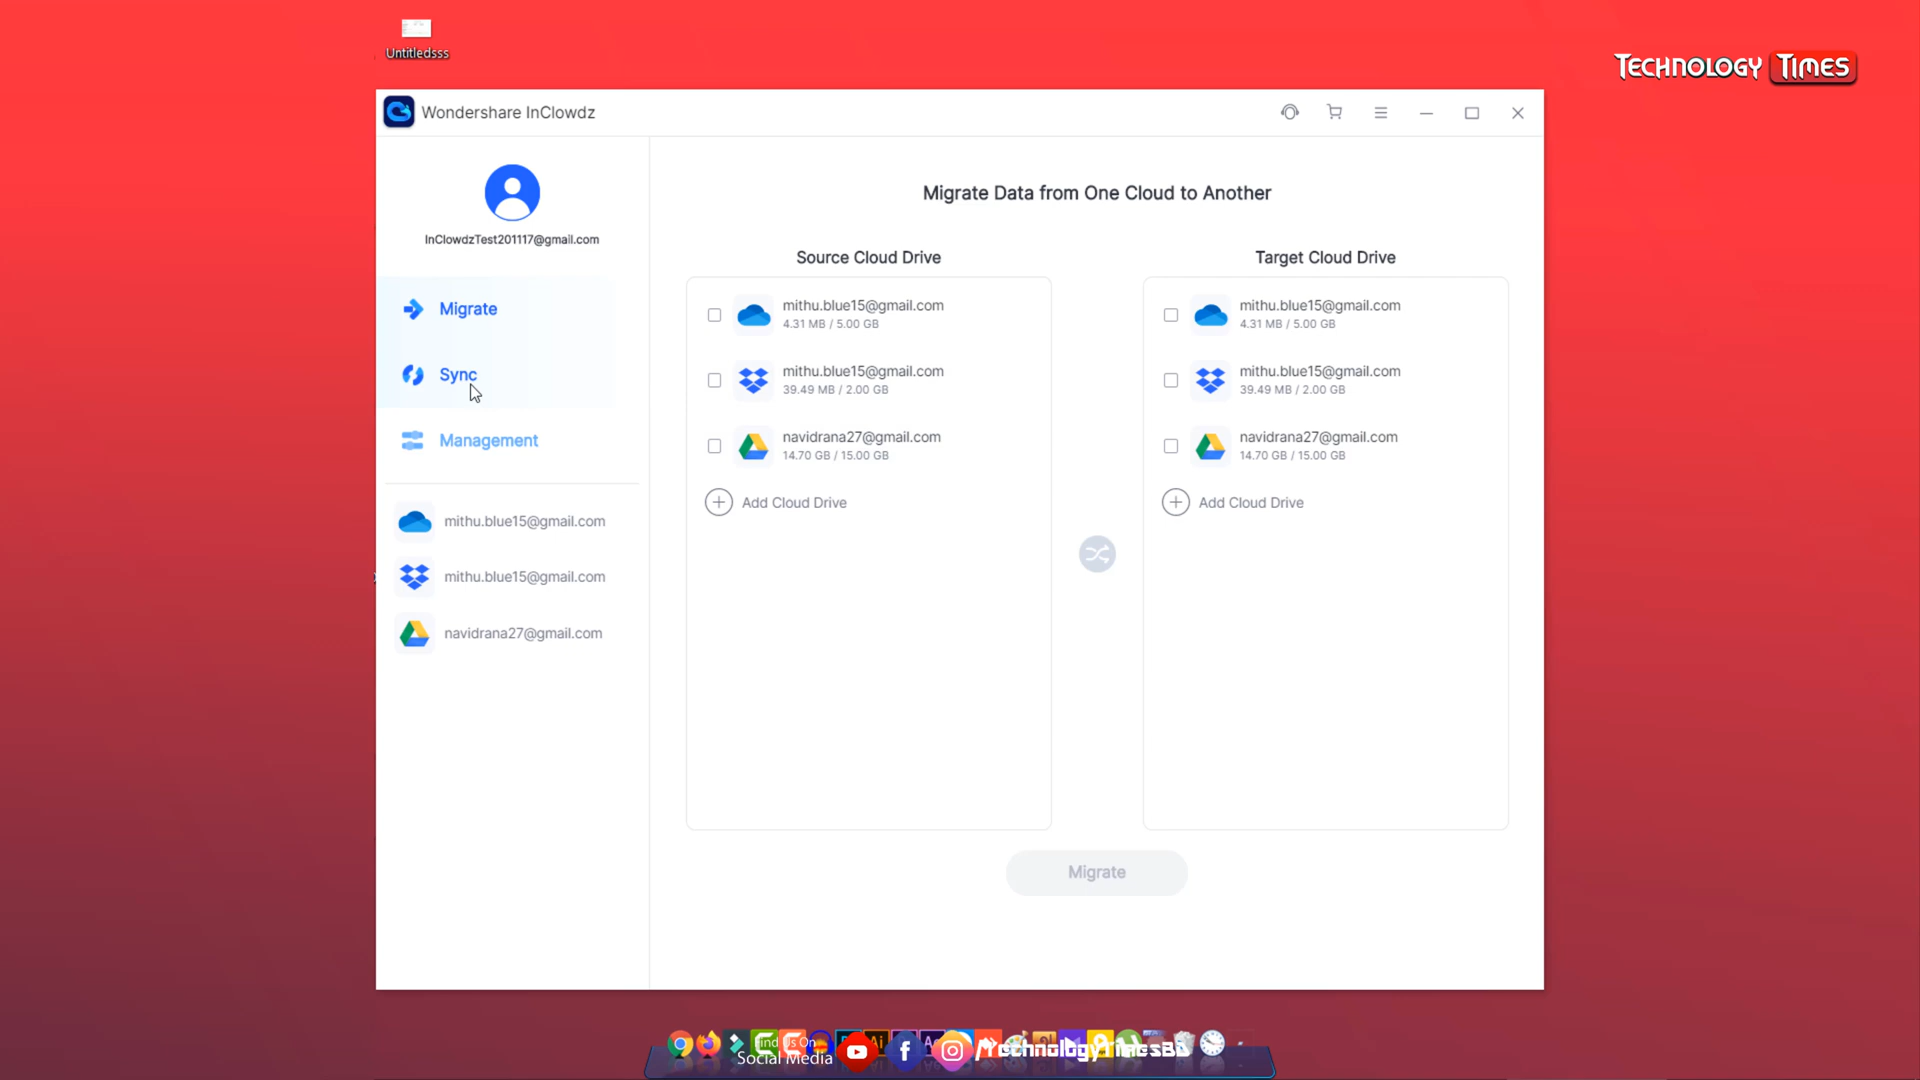 Untitledsss
Technology Times
Wondershare InClowdz
InClowdzTest201117@gmail.com
Migrate
Sync
Management
mithu.blue15@gmail.com
mithu.blue15@gmail.com
navidrana27@gmail.com
Migrate Data from One Cloud to Another
Source Cloud Drive
mithu.blue15@gmail.com
4.31 MB / 5.00 GB
mithu.blue15@gmail.com
39.49 MB / 2.00 GB
navidrana27@gmail.com
14.70 GB / 15.00 GB
Add Cloud Drive
Target Cloud Drive
mithu.blue15@gmail.com
4.31 MB / 5.00 GB
mithu.blue15@gmail.com
39.49 MB / 2.00 GB
navidrana27@gmail.com
14.70 GB / 15.00 GB
Add Cloud Drive
Migrate
Find Us On
Social Media
/TechnologyTimesBD